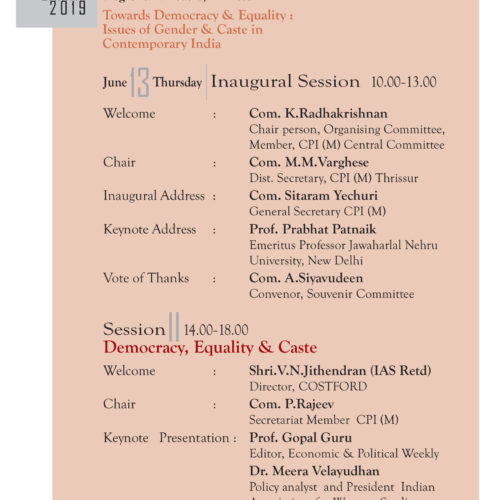 2019
Towards Democracy & Equality :
Issues of Gender & Caste in
Contemporary India
June 13 Thursday Inaugural Session 10.00-13.00
Welcome : Com. K.Radhakrishnan
Chair person, Organising Committee,
Member, CPI (M) Central Committee
Chair : Com. M.M.Varghese
Dist. Secretary, CPI (M) Thrissur
Inaugural Address : Com. Sitaram Yechuri
General Secretary CPI (M)
Keynote Address : Prof. Prabhat Patnaik
Emeritus Professor Jawaharlal Nehru
University, New Delhi
Vote of Thanks : Com. A.Siyavudeen
Convenor, Souvenir Committee
Session II 14.00-18.00
Democracy, Equality & Caste
Welcome : Shri.V.N.Jithendran (IAS Retd)
Director, COSTFORD
Chair : Com. P.Rajeev
Secretariat Member CPI (M)
Keynote Presentation : Prof. Gopal Guru
Editor, Economic & Political Weekly
Dr. Meera Velayudhan
Policy analyst and President Indian